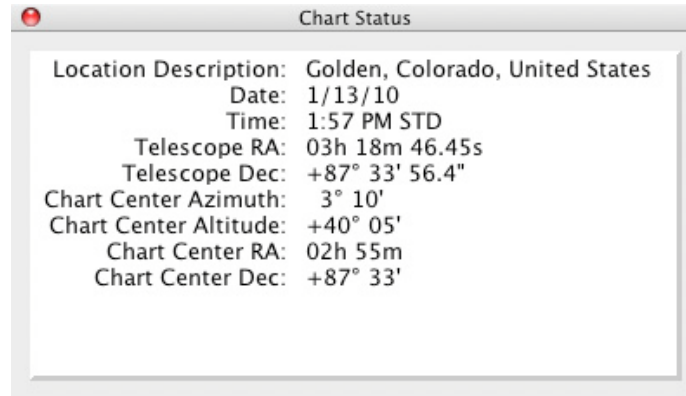 Chart Status
Location Description: Golden, Colorado, United States
Date: 1/13/10
Time: 1:57 PM STD
Telescope RA: 03h 18m 46.45s
Telescope Dec: +87° 33' 56.4"
Chart Center Azimuth: 3° 10'
Chart Center Altitude: +40° 05'
Chart Center RA: 02h 55m
Chart Center Dec: +87° 33'